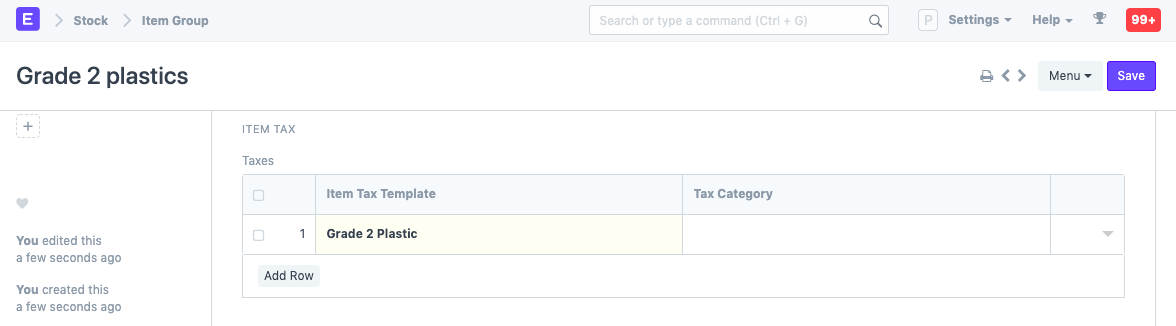 E Stock Item Group Search or type a command (Ctrl + G) P Settings Help 99+
Grade 2 plastics Menu Save
+
ITEM TAX
Taxes
Item Tax Template Tax Category
1 Grade 2 Plastic
Add Row
You edited this
a few seconds ago
You created this
a few seconds ago